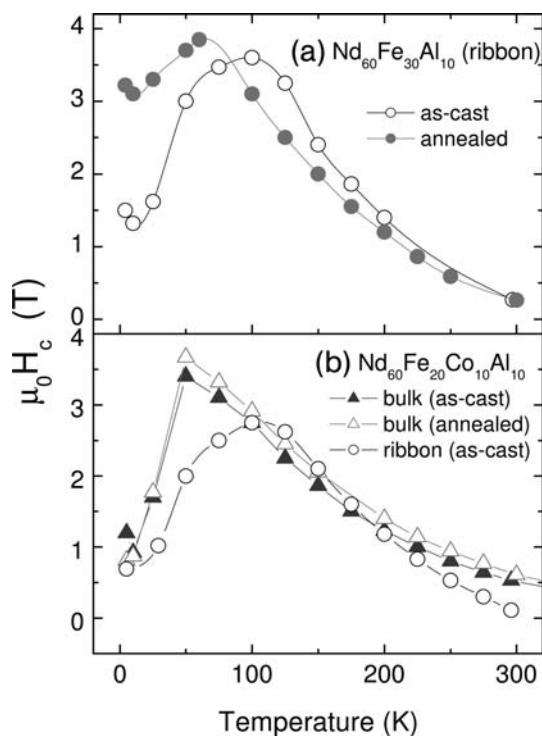 4
3
2
1
0
(a) Nd₆₀Fe₃₀Al₁₀ (ribbon)
as-cast
annealed
μ₀H_c (T)
4
3
2
1
0
(b) Nd₆₀Fe₂₀Co₁₀Al₁₀
bulk (as-cast)
bulk (annealed)
ribbon (as-cast)
0 100 200 300
Temperature (K)